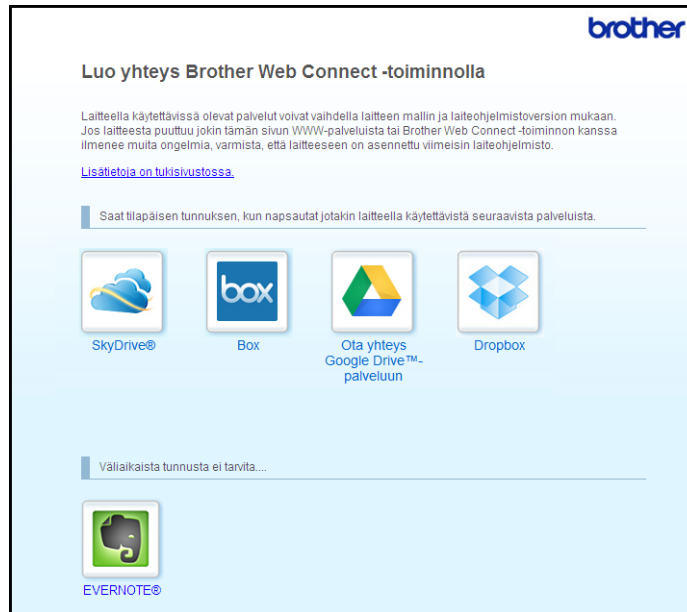 brother
Luo yhteys Brother Web Connect -toiminnolla
Laitteella käytettävissä olevat palvelut voivat vaihdella laitteen mallin ja laiteohjelmistoversion mukaan.
Jos laitteesta puuttuu jokin tämän sivun WWW-palveluista tai Brother Web Connect -toiminnon kanssa
ilmenee muita ongelmia, varmista, että laitteeseen on asennettu viimeisin laiteohjelmisto.
Lisätietoja on tukisivustossa.
Saat tilapäisen tunnuksen, kun napsautat jotakin laitteella käytettävistä seuraavista palveluista.
box
SkyDrive®
Box
Ota yhteys
Google Drive™-
palveluun
Dropbox
Väliaikaista tunnusta ei tarvita....
EVERNOTE®